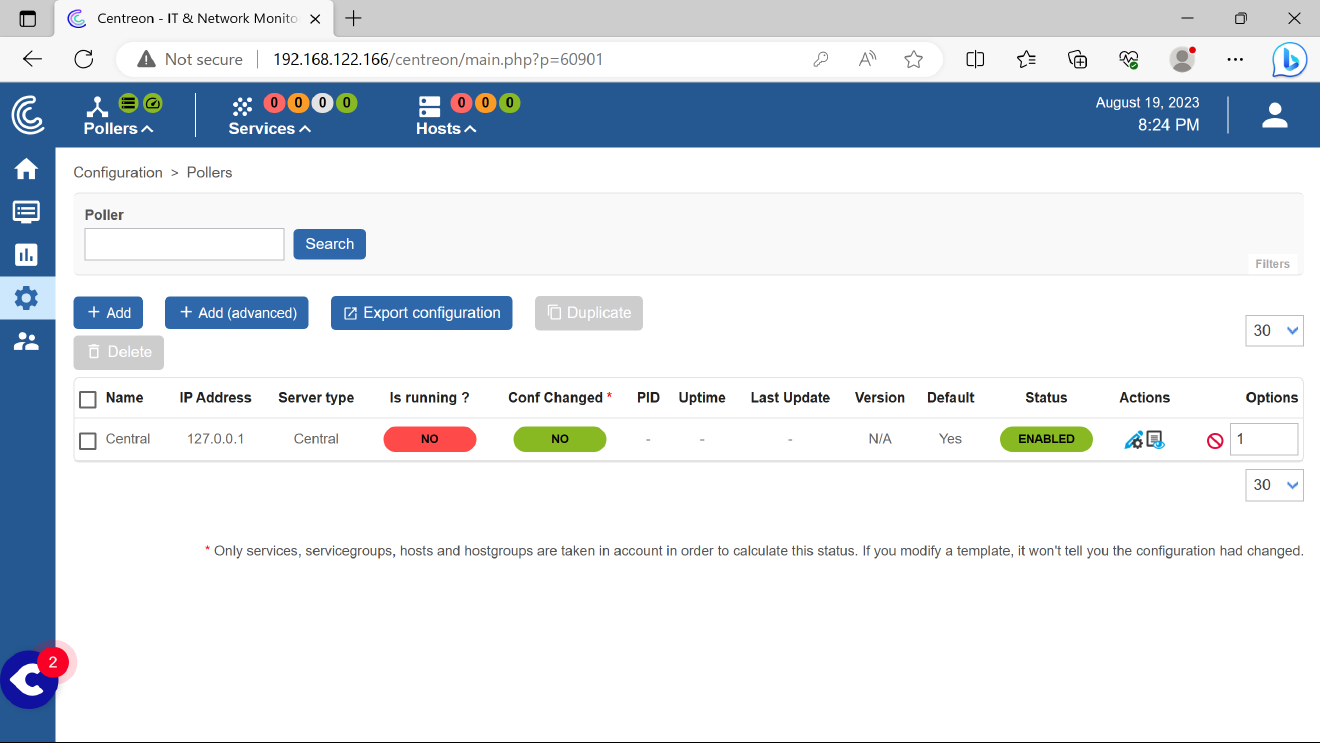 Centreon - IT & Network Monito
Not secure 192.168.122.166/centreon/main.php?p=60901
Pollers
Services 0 0 0 0
Hosts 0 0 0
August 19, 2023
8:24 PM
Configuration > Pollers
Poller
Search
Filters
+ Add + Add (advanced) Export configuration Duplicate
30
Delete
Name IP Address Server type Is running ? Conf Changed * PID Uptime Last Update Version Default Status Actions Options
Central 127.0.0.1 Central NO NO - - - N/A Yes ENABLED 1
30
* Only services, servicegroups, hosts and hostgroups are taken in account in order to calculate this status. If you modify a template, it won't tell you the configuration had changed.
2